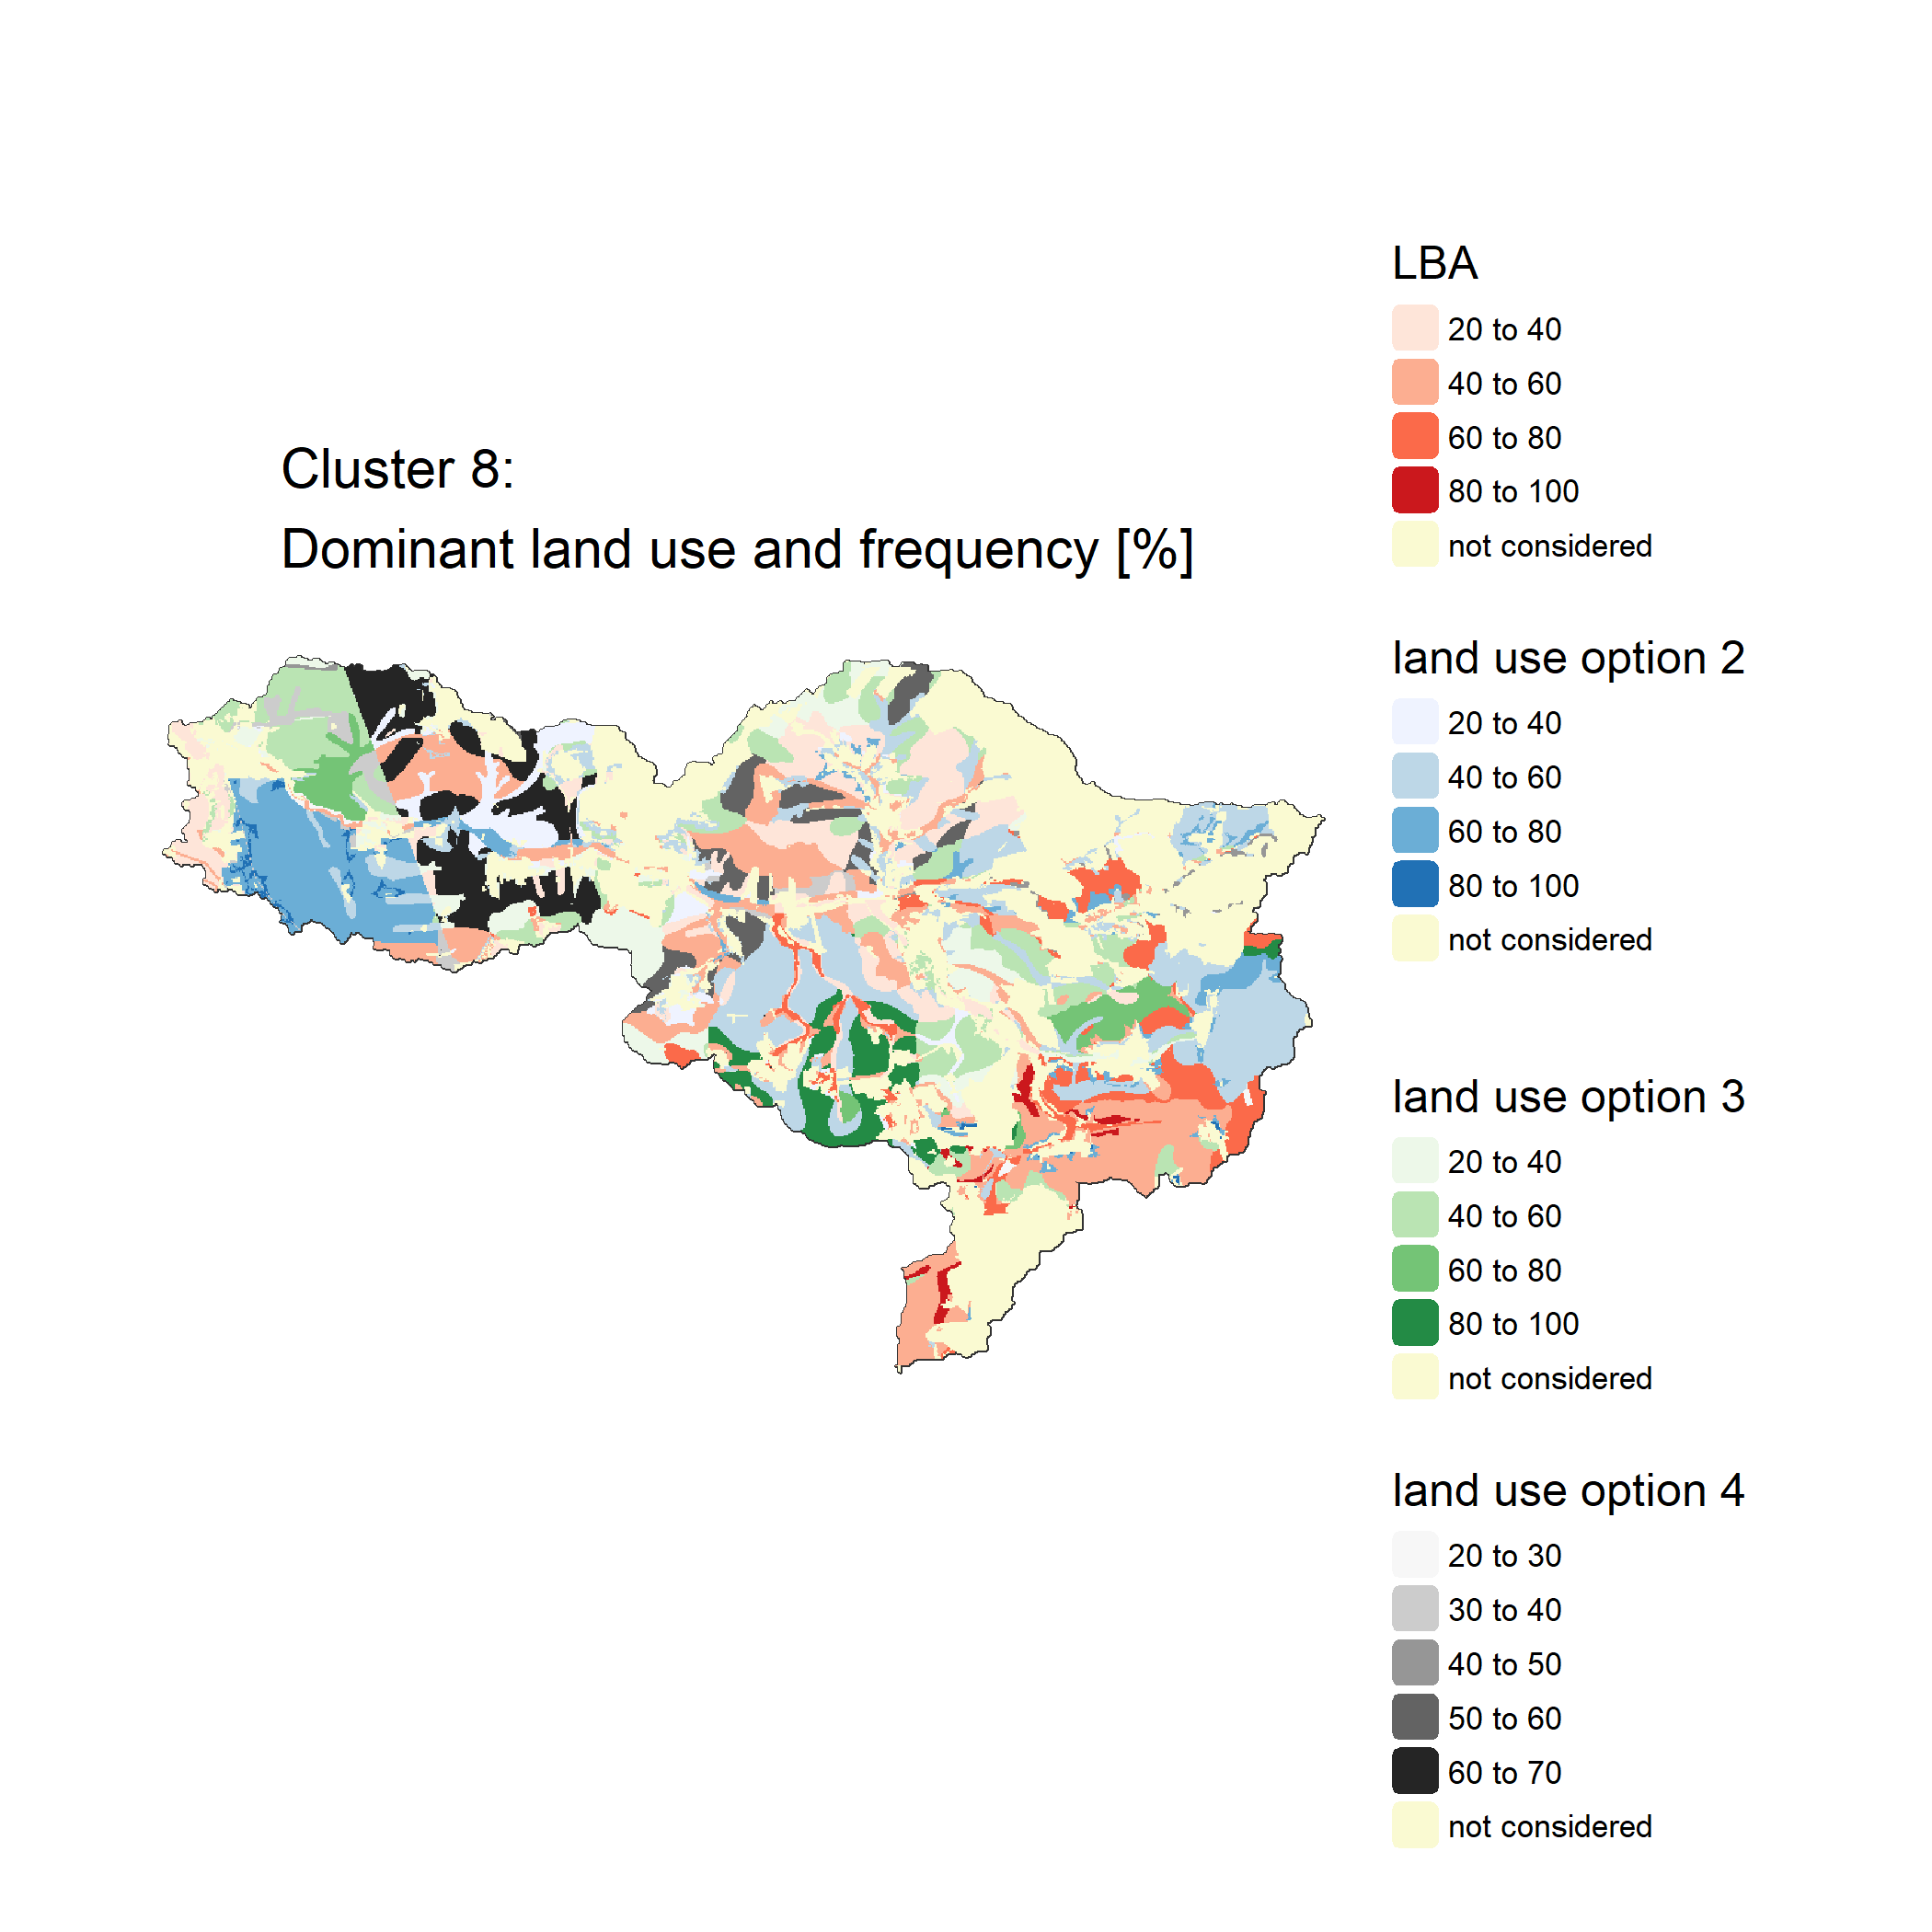 Cluster 8:
Dominant land use and frequency [%]
LBA
20 to 40
40 to 60
60 to 80
80 to 100
not considered
land use option 2
20 to 40
40 to 60
60 to 80
80 to 100
not considered
land use option 3
20 to 40
40 to 60
60 to 80
80 to 100
not considered
land use option 4
20 to 30
30 to 40
40 to 50
50 to 60
60 to 70
not considered